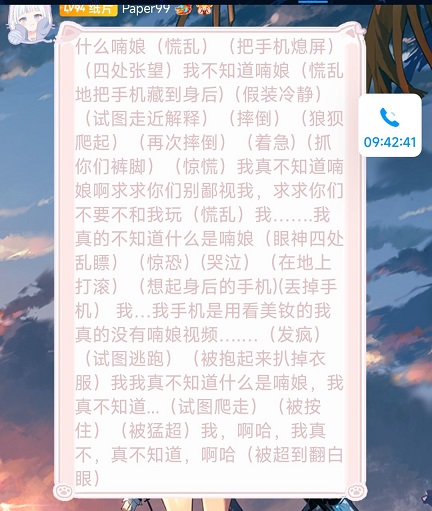 LV94 纸片 Paper99
什么喃娘（慌乱）（把手机熄屏）
（四处张望）我不知道喃娘（慌乱
地把手机藏到身后)（假装冷静）
（试图走近解释）（摔倒）（狼狈
爬起）（再次摔倒）（着急)（抓
你们裤脚）（惊慌）我真不知道喃
娘啊求求你们别鄙视我，求求你们
不要不和我玩（慌乱）我.......我
真的不知道什么是喃娘（眼神四处
乱瞟）（惊恐)（哭泣）（在地上
打滚）（想起身后的手机)(丢掉手
机） 我...我手机是用看美妆的我
真的没有喃娘视频.......（发疯）
（试图逃跑）（被抱起来扒掉衣
服）我我真不知道什么是喃娘，我
真不知道...（试图爬走）（被按
住）（被猛超）我，啊哈，我真
不，真不知道，啊哈（被超到翻白
眼）
09:42:41